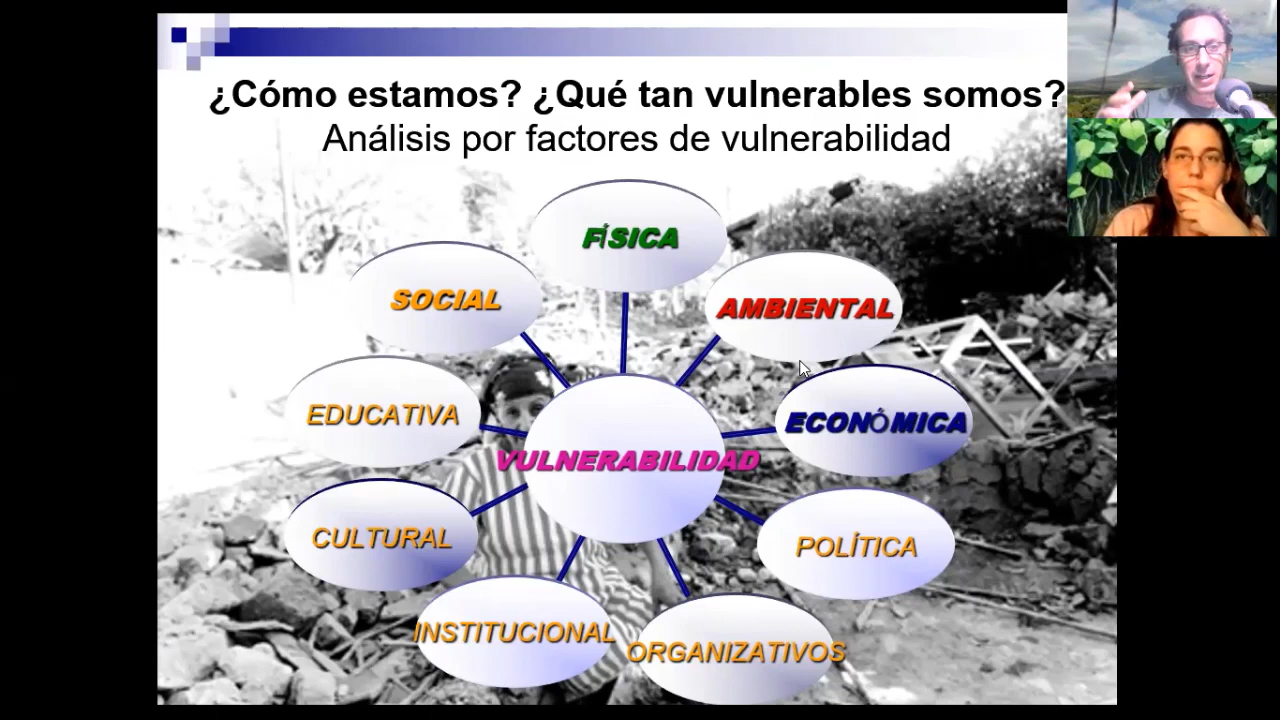 ¿Cómo estamos? ¿Qué tan vulnerables somos?
Análisis por factores de vulnerabilidad
FÍSICA
SOCIAL
AMBIENTAL
EDUCATIVA
ECONÓMICA
VULNERABILIDAD
CULTURAL
POLÍTICA
INSTITUCIONAL
ORGANIZATIVOS